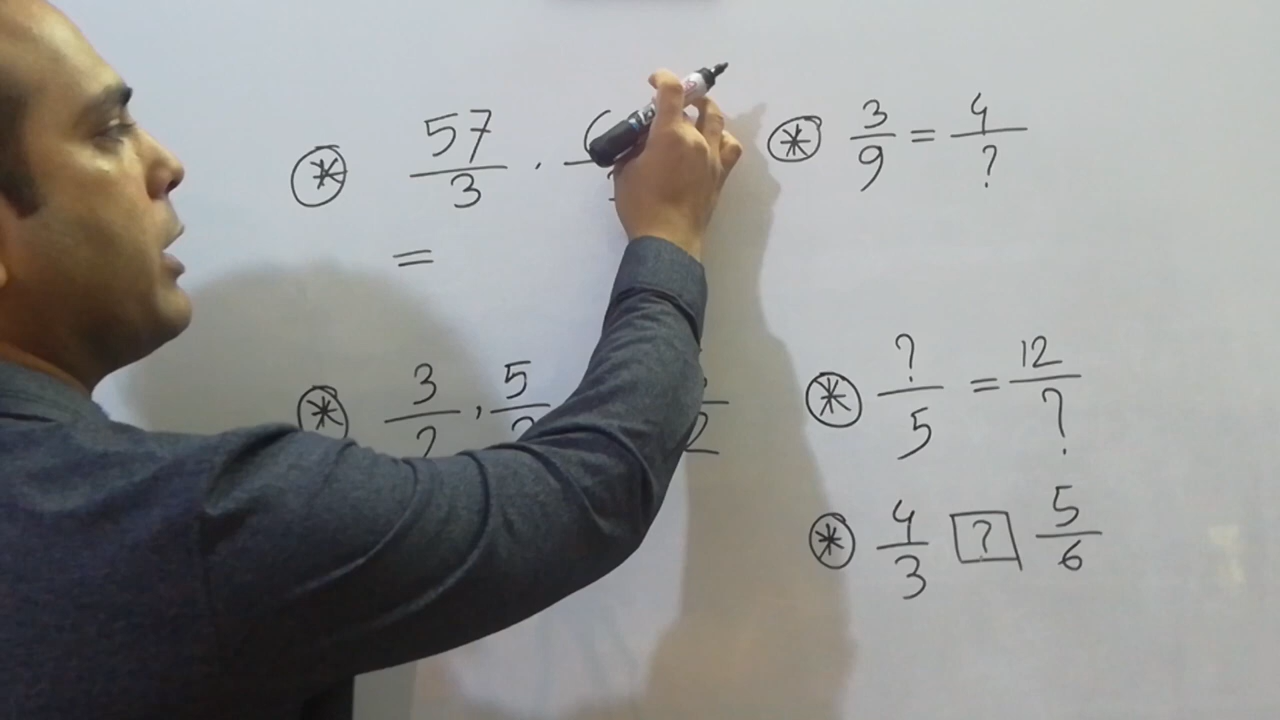 ⊛ 57/3 ·
=
⊛ 3/9 = 4/?
⊛ 3/2 , 5/
⊛ ?/5 = 12/?
⊛ 4/3 [?] 5/6